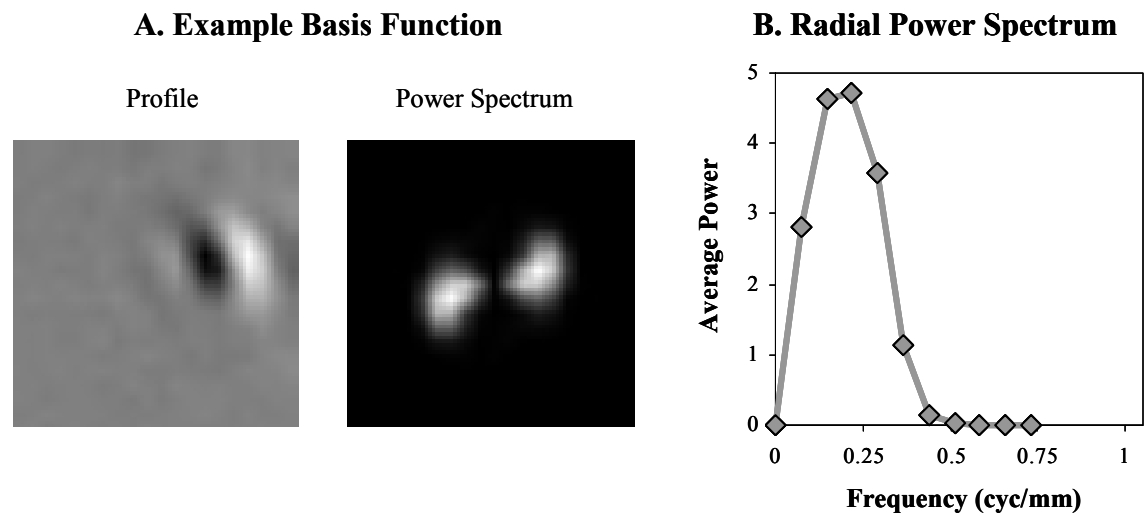 A. Example Basis Function
Profile
Power Spectrum
B. Radial Power Spectrum
Average Power
5
4
3
2
1
0
0
0.25
0.5
0.75
1
Frequency (cyc/mm)